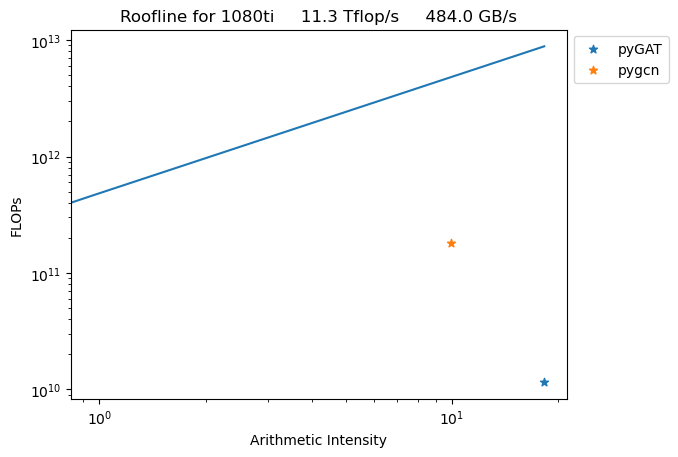 Roofline for 1080ti     11.3 Tflop/s     484.0 GB/s
pyGAT
pygcn
10^13
10^12
10^11
10^10
FLOPs
10^0
10^1
Arithmetic Intensity